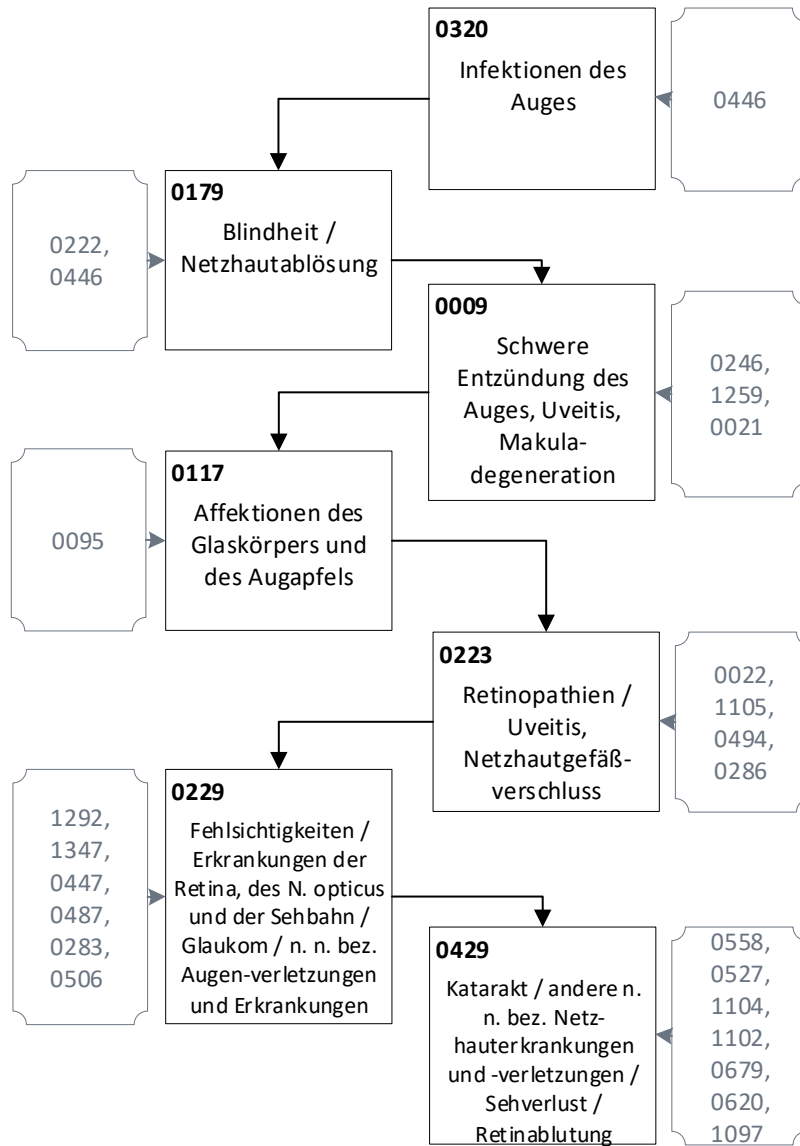 0320
Infektionen des
Auges
0446
0179
Blindheit /
Netzhautablösung
0222,
0446
0009
Schwere
Entzündung des
Auges, Uveitis,
Makula-
degeneration
0246,
1259,
0021
0117
Affektionen des
Glaskörpers und
des Augapfels
0095
0223
Retinopathien /
Uveitis,
Netzhautgefäß-
verschluss
0022,
1105,
0494,
0286
0229
Fehlsichtigkeiten /
Erkrankungen der
Retina, des N. opticus
und der Sehbahn /
Glaukom / n. n. bez.
Augen-verletzungen
und Erkrankungen
1292,
1347,
0447,
0487,
0283,
0506
0429
Katarakt / andere n.
n. bez. Netz-
hauterkrankungen
und -verletzungen /
Sehverlust /
Retinablutung
0558,
0527,
1104,
1102,
0679,
0620,
1097